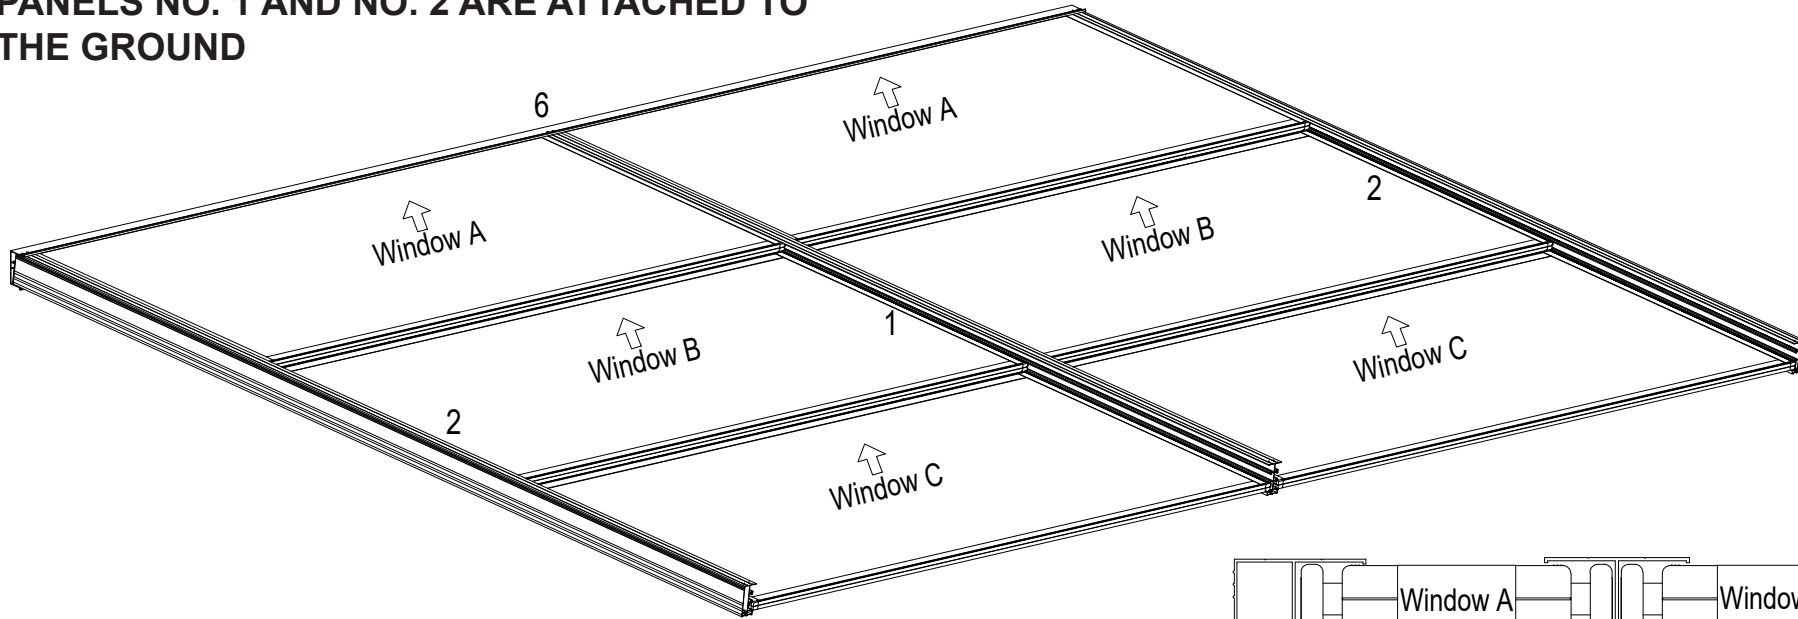 PANELS NO. 1 AND NO. 2 ARE ATTACHED TO
THE GROUND
6
Window A
Window A
2
Window B
1
Window B
Window C
2
Window C
Window A
Window